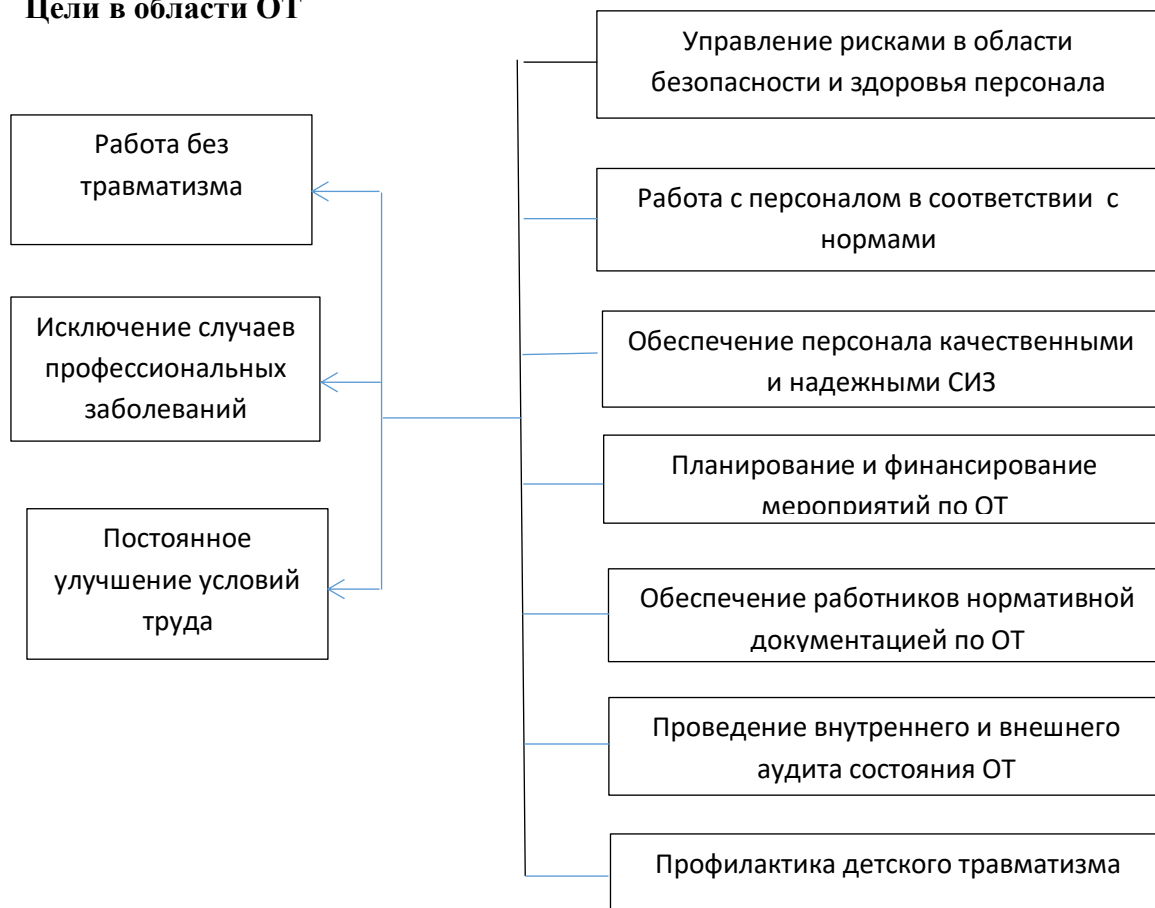 Цели в области ОТ
Работа без
травматизма
Исключение случаев
профессиональных
заболеваний
Постоянное
улучшение условий
труда
Управление рисками в области
безопасности и здоровья персонала
Работа с персоналом в соответствии с
нормами
Обеспечение персонала качественными
и надежными СИЗ
Планирование и финансирование
мероприятий по ОТ
Обеспечение работников нормативной
документацией по ОТ
Проведение внутреннего и внешнего
аудита состояния ОТ
Профилактика детского травматизма